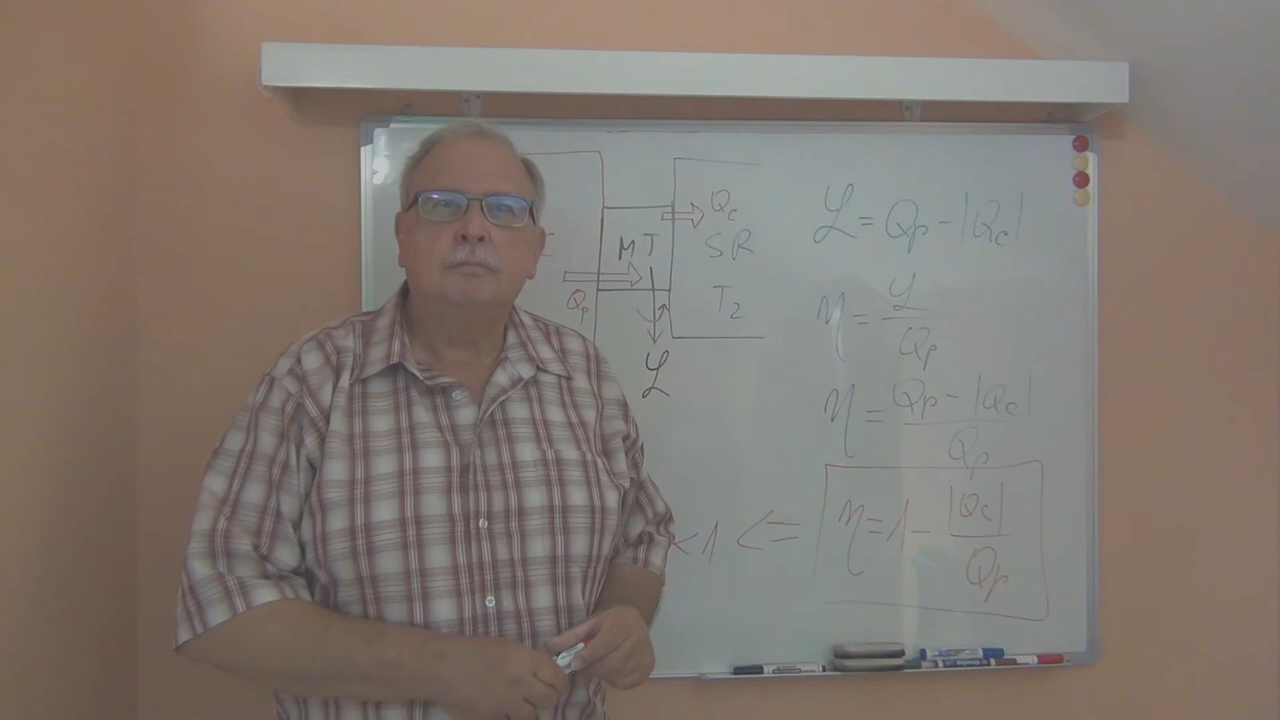 Q_c
MT
SR
Q_p
T_2
L
L = Q_p - |Q_c|
η = L / Q_p
η = (Q_p - |Q_c|) / Q_p
< 1 <= η = 1 - |Q_c| / Q_p